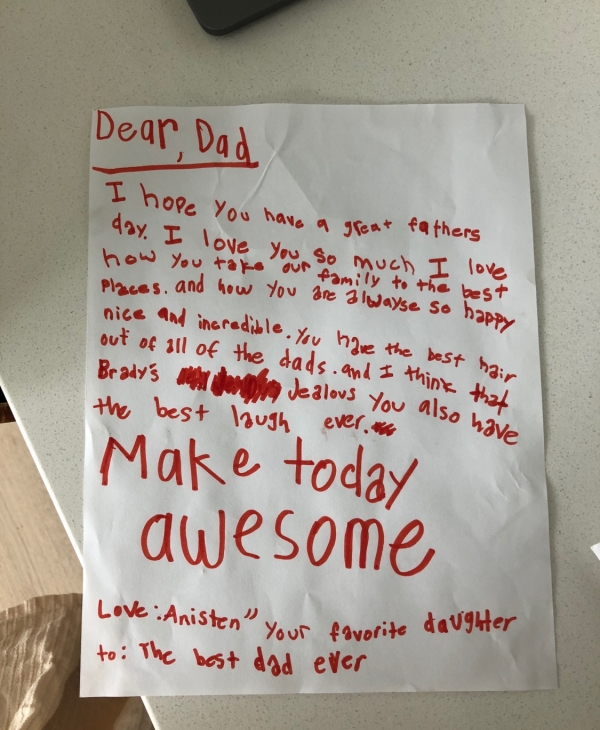 Dear, Dad
I hope you have a great fathers
day. I love you so much I love
how you take our family to the best
places. and how you are alwayse so happy
nice and incredible. You have the best hair
out of all of the dads. and I think that
Brady's Jealous you also have
the best laugh ever.
Make today
awesome
Love: Anisten" Your favorite daughter
to: The best dad ever